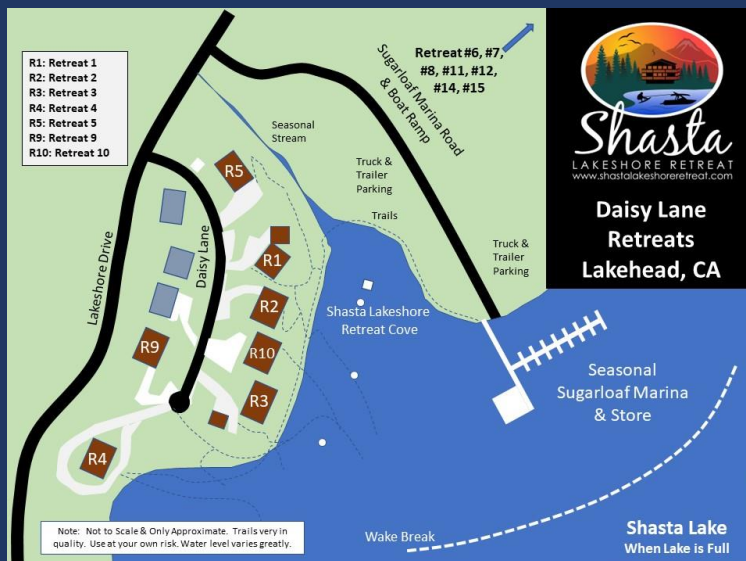 R1: Retreat 1
R2: Retreat 2
R3: Retreat 3
R4: Retreat 4
R5: Retreat 5
R9: Retreat 9
R10: Retreat 10
Retreat #6, #7,
#8, #11, #12,
#14, #15
Sugarloaf Marina Road
& Boat Ramp
Shasta
LAKESHORE RETREAT
www.shastalakeshoreretreat.com
Daisy Lane
Retreats
Lakehead, CA
Seasonal
Stream
Truck &
Trailer
Parking
Trails
Truck &
Trailer
Parking
Lakeshore Drive
Daisy Lane
R5
R1
R2
R10
R9
R3
R4
Shasta Lakeshore
Retreat Cove
Seasonal
Sugarloaf Marina
& Store
Wake Break
Shasta Lake
When Lake is Full
Note: Not to Scale & Only Approximate. Trails very in
quality. Use at your own risk. Water level varies greatly.